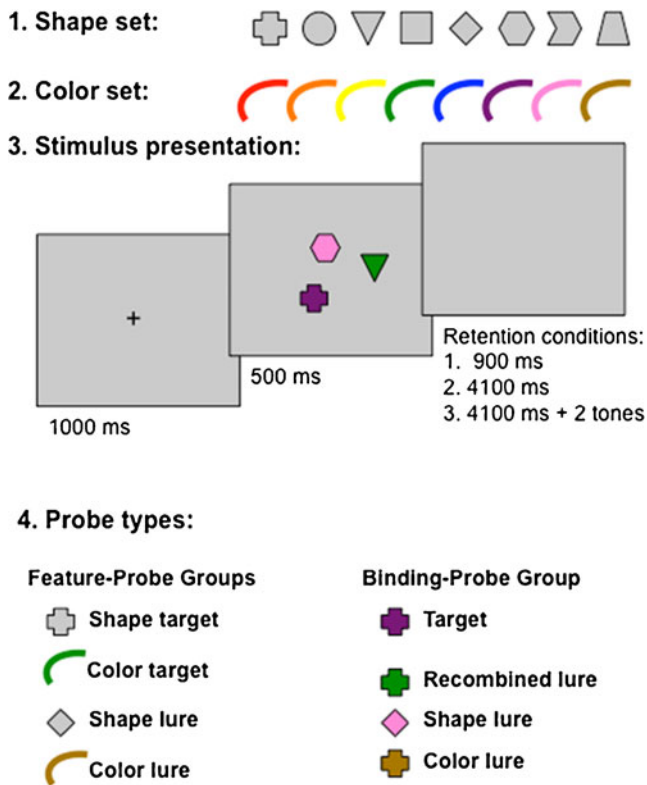 1. Shape set:
2. Color set:
3. Stimulus presentation:
+
1000 ms
500 ms
Retention conditions:
1. 900 ms
2. 4100 ms
3. 4100 ms + 2 tones
4. Probe types:
Feature-Probe Groups
Shape target
Color target
Shape lure
Color lure
Binding-Probe Group
Target
Recombined lure
Shape lure
Color lure